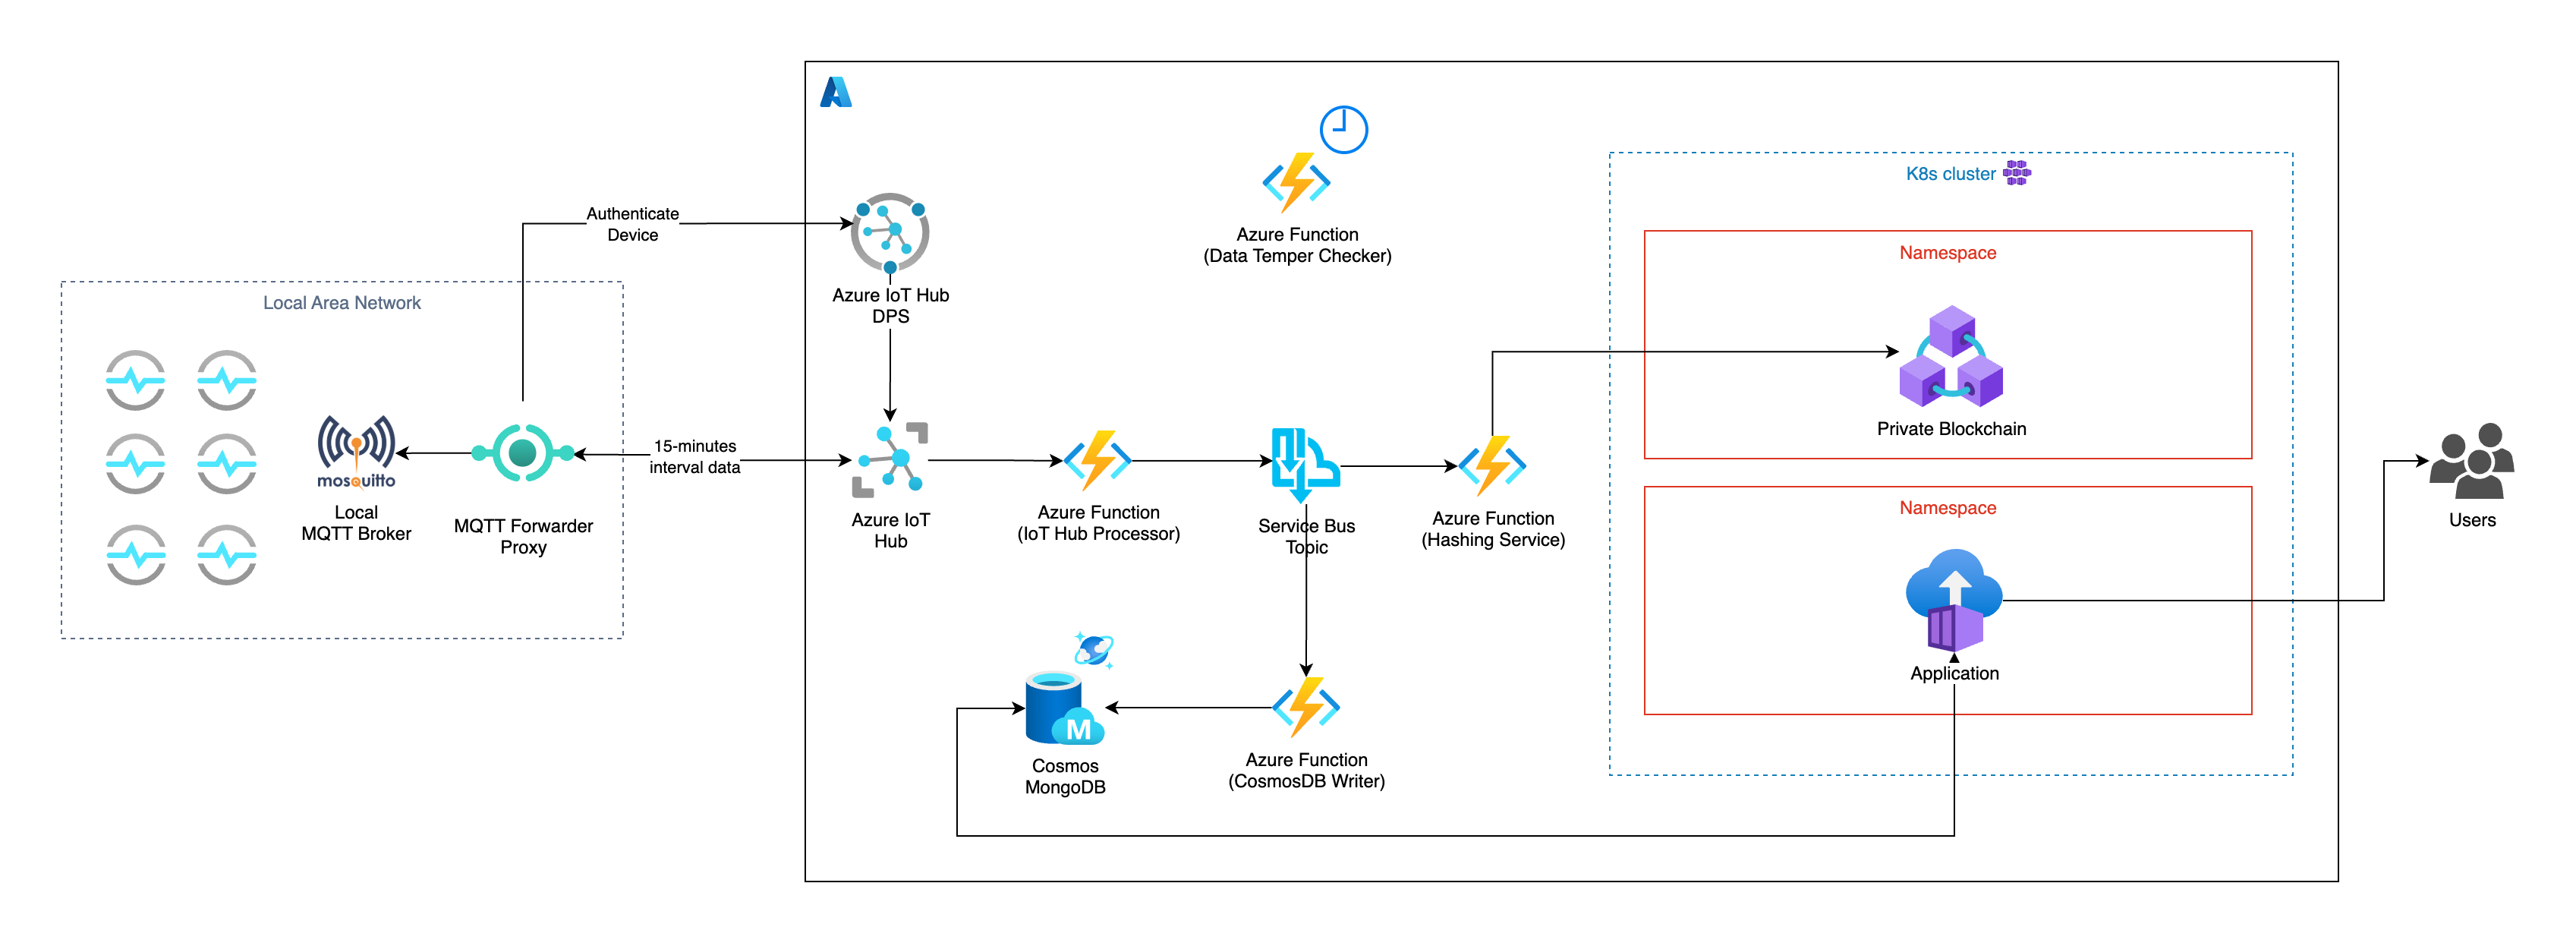 Local Area Network
mosquitto
Local
MQTT Broker
MQTT Forwarder
Proxy
Authenticate
Device
15-minutes
interval data
Azure IoT Hub
DPS
Azure IoT
Hub
Azure Function
(IoT Hub Processor)
Azure Function
(Data Temper Checker)
Service Bus
Topic
Azure Function
(Hashing Service)
M
Cosmos
MongoDB
Azure Function
(CosmosDB Writer)
K8s cluster
Namespace
Private Blockchain
Namespace
Application
Users